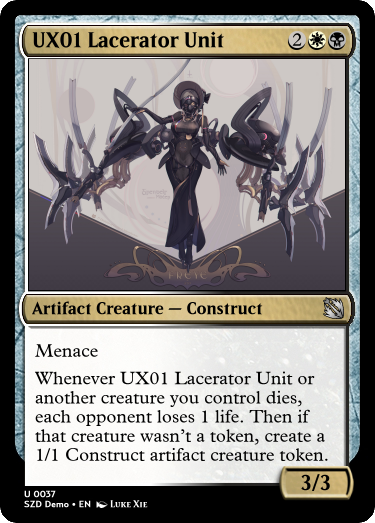 UX01 Lacerator Unit 2
FREYE
Artifact Creature — Construct
Menace
Whenever UX01 Lacerator Unit or
another creature you control dies,
each opponent loses 1 life. Then if
that creature wasn't a token, create a
1/1 Construct artifact creature token.
3/3
U 0037
SZD Demo • EN Luke Xie